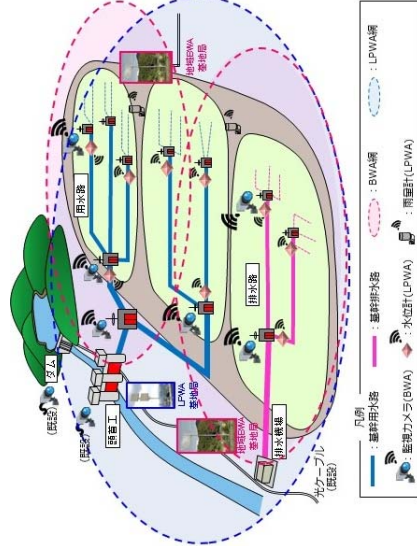 ダム
(既設)
(既設)
頭首工
用水路
地域BWA
基地局
LPWA
基地局
地域BWA
基地局
排水路
排水機場
光ケーブル
(既設)
凡例
:基幹用水路
:基幹排水路
:BWA網
:LPWA網
:監視カメラ(BWA)
:水位計(LPWA)
:雨量計(LPWA)